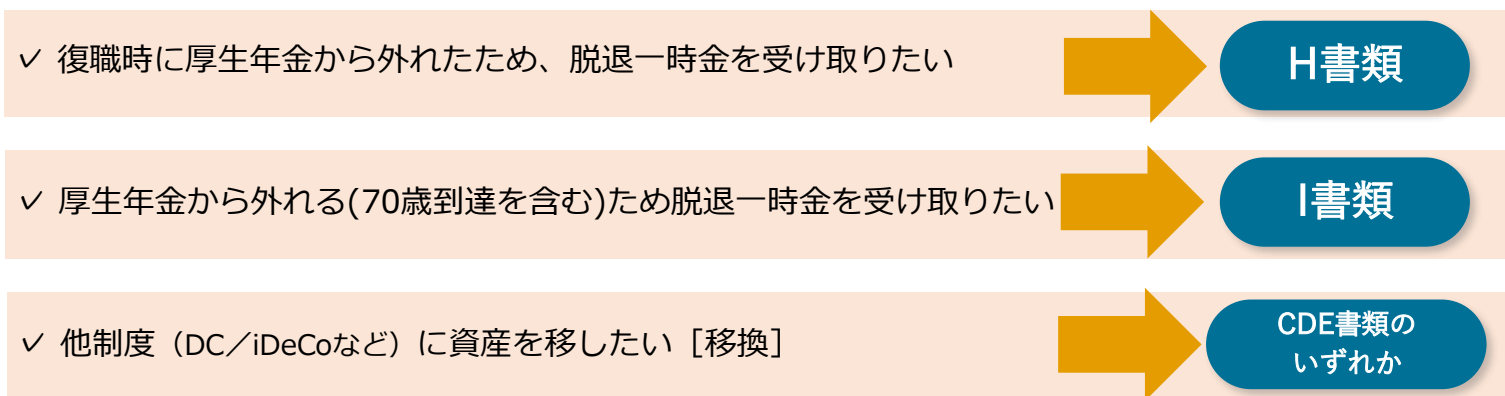 ✓ 復職時に厚生年金から外れたため、脱退一時金を受け取りたい
H書類
✓ 厚生年金から外れる(70歳到達を含む)ため脱退一時金を受け取りたい
I書類
✓ 他制度（DC／iDeCoなど）に資産を移したい［移換］
CDE書類の
いずれか